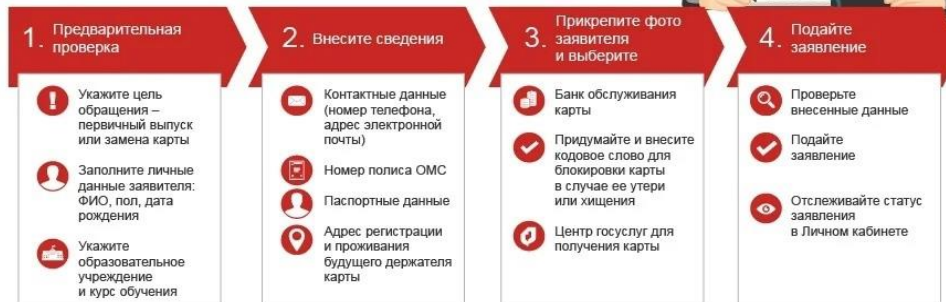 1. Предварительная
проверка
Укажите цель
обращения –
первичный выпуск
или замена карты
Заполните личные
данные заявителя:
ФИО, пол, дата
рождения
Укажите
образовательное
учреждение
и курс обучения
2. Внесите сведения
Контактные данные
(номер телефона,
адрес электронной
почты)
Номер полиса ОМС
Паспортные данные
Адрес регистрации
и проживания
будущего держателя
карты
3. Прикрепите фото
заявителя
и выберите
Банк обслуживания
карты
Придумайте и внесите
кодовое слово для
блокировки карты
в случае ее утери
или хищения
Центр госуслуг для
получения карты
4. Подайте
заявление
Проверьте
внесенные данные
Подайте
заявление
Отслеживайте статус
заявления
в Личном кабинете